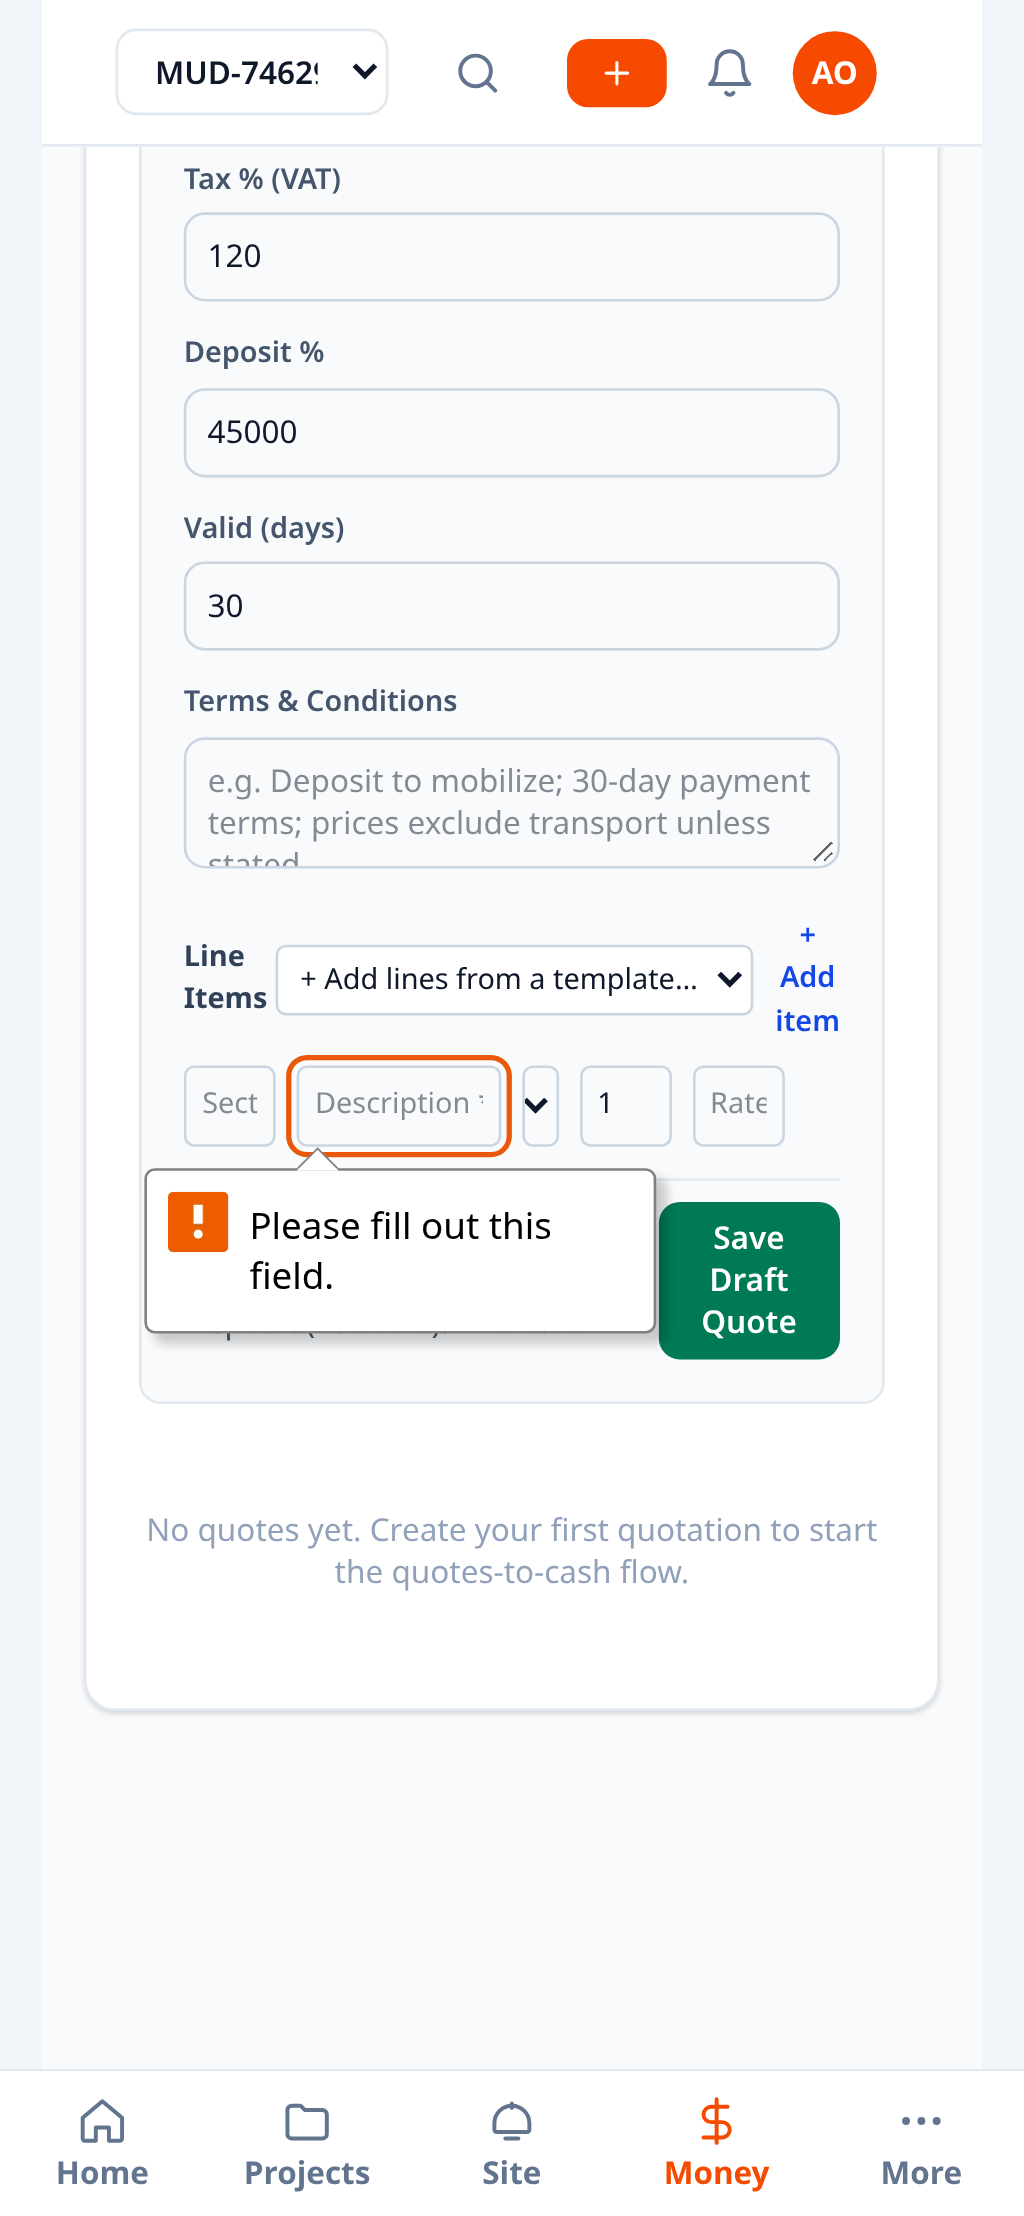 MUD-7462
AO
Tax % (VAT)
120
Deposit %
45000
Valid (days)
30
Terms & Conditions
e.g. Deposit to mobilize; 30-day payment
terms; prices exclude transport unless
stated
Line
Items
+ Add lines from a template...
+
Add
item
Sect
Description
1
Rate
Please fill out this
field.
Save
Draft
Quote
No quotes yet. Create your first quotation to start
the quotes-to-cash flow.
Home
Projects
Site
Money
More